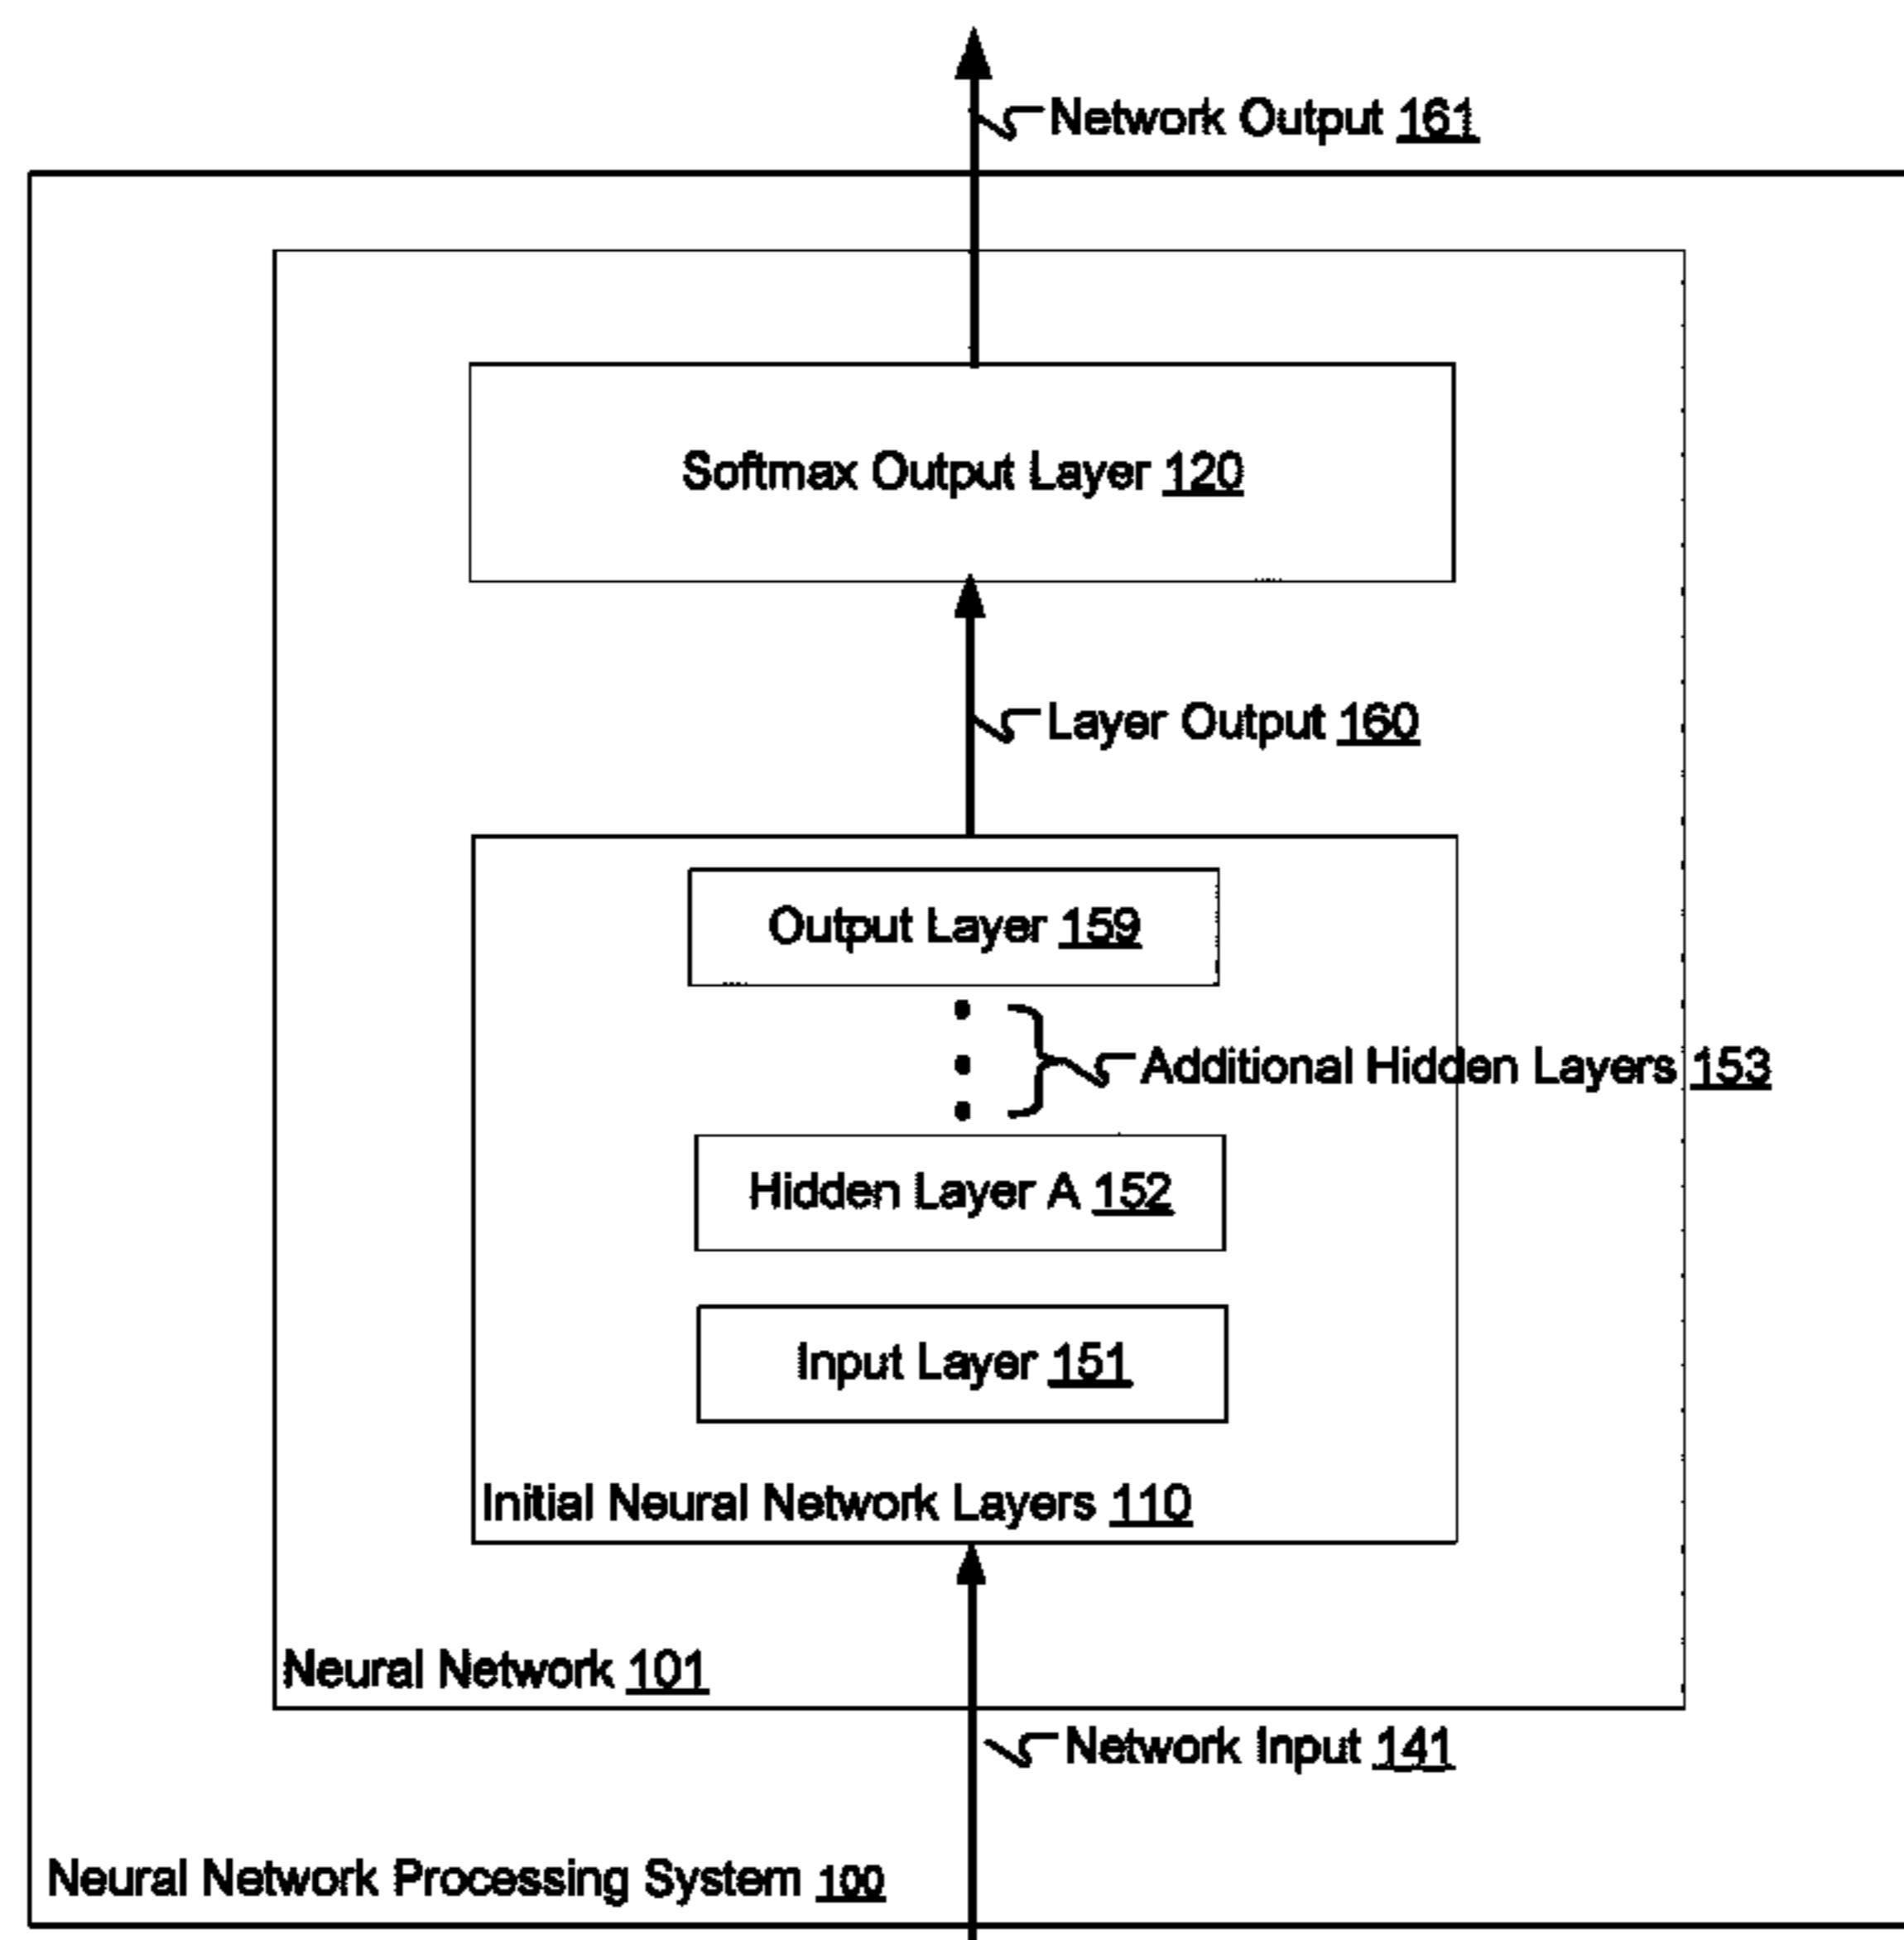 Network Output 161
Softmax Output Layer 120
Layer Output 160
Output Layer 159
Additional Hidden Layers 153
Hidden Layer A 152
Input Layer 151
Initial Neural Network Layers 110
Neural Network 101
Network Input 141
Neural Network Processing System 100